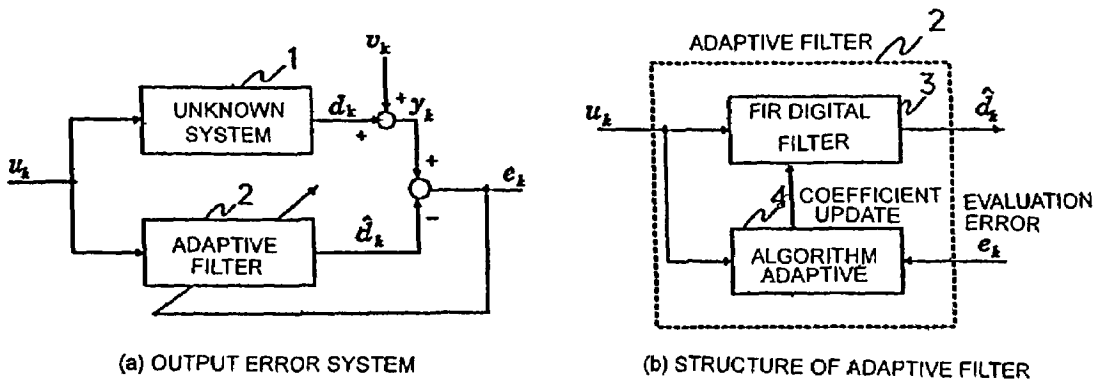 1
UNKNOWN
SYSTEM
v_k
d_k
+
+
y_k
u_k
+
−
e_k
2
ADAPTIVE
FILTER
d̂_k
(a) OUTPUT ERROR SYSTEM
ADAPTIVE FILTER
2
u_k
FIR DIGITAL
FILTER
3
d̂_k
4
COEFFICIENT
UPDATE
EVALUATION
ERROR
e_k
ALGORITHM
ADAPTIVE
(b) STRUCTURE OF ADAPTIVE FILTER